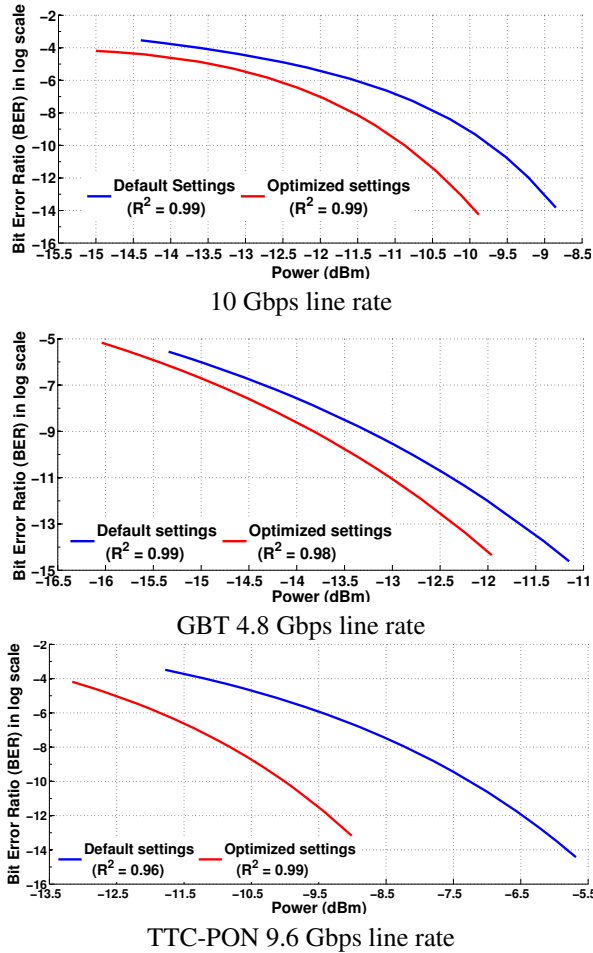 Bit Error Ratio (BER) in log scale
−2
−4
−6
−8
−10
−12
−14
−16
Default Settings
(R² = 0.99)
Optimized settings
(R² = 0.99)
−15.5 −15 −14.5 −14 −13.5 −13 −12.5 −12 −11.5 −11 −10.5 −10 −9.5 −9 −8.5
Power (dBm)
10 Gbps line rate
Bit Error Ratio (BER) in log scale
−5
−7
−9
−11
−13
−15
Default settings
(R² = 0.99)
Optimized settings
(R² = 0.98)
−16.5 −16 −15.5 −15 −14.5 −14 −13.5 −13 −12.5 −12 −11.5 −11
Power (dBm)
GBT 4.8 Gbps line rate
Bit Error Ratio (BER) in log scale
−2
−4
−6
−8
−10
−12
−14
−16
Default settings
(R² = 0.96)
Optimized settings
(R² = 0.99)
−13.5 −12.5 −11.5 −10.5 −9.5 −8.5 −7.5 −6.5 −5.5
Power (dBm)
TTC-PON 9.6 Gbps line rate